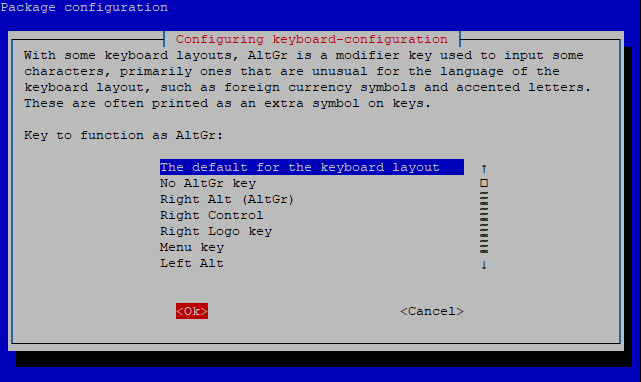 Package configuration
Configuring keyboard-configuration
With some keyboard layouts, AltGr is a modifier key used to input some
characters, primarily ones that are unusual for the language of the
keyboard layout, such as foreign currency symbols and accented letters.
These are often printed as an extra symbol on keys.
Key to function as AltGr:
The default for the keyboard layout
No AltGr key
Right Alt (AltGr)
Right Control
Right Logo key
Menu key
Left Alt
<Ok> <Cancel>